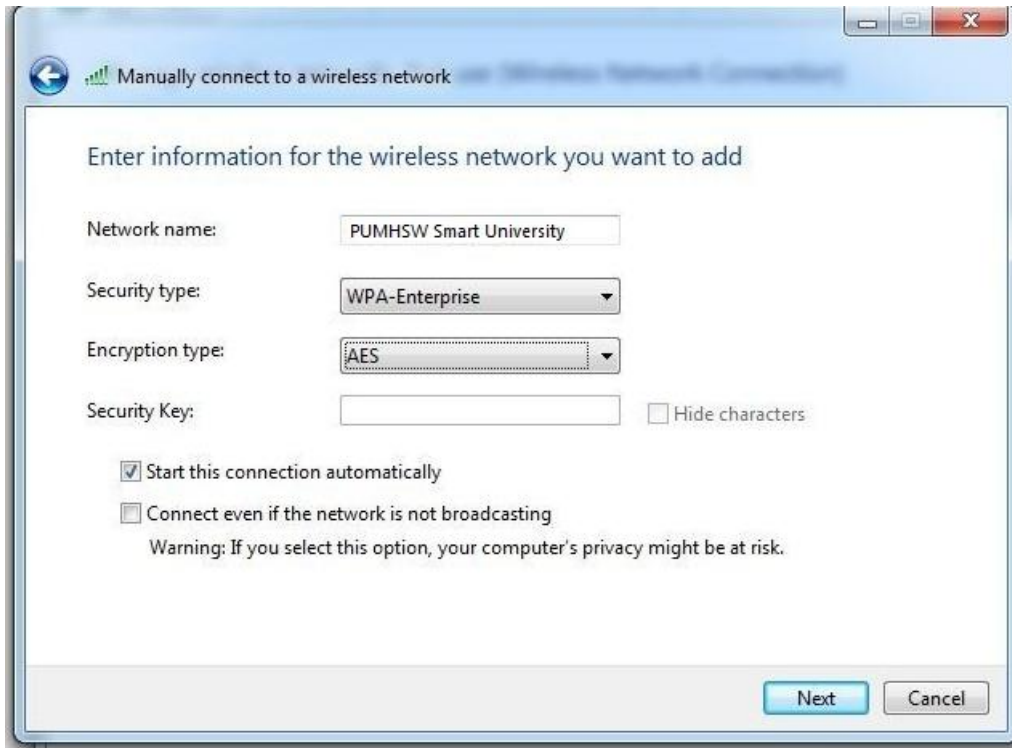 Manually connect to a wireless network
Enter information for the wireless network you want to add
Network name: PUMHSW Smart University
Security type: WPA-Enterprise
Encryption type: AES
Security Key: Hide characters
Start this connection automatically
Connect even if the network is not broadcasting
Warning: If you select this option, your computer's privacy might be at risk.
Next Cancel